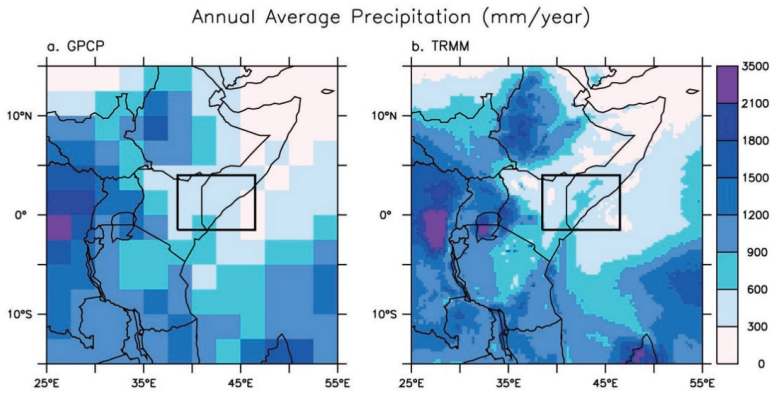 Annual Average Precipitation (mm/year)
a. GPCP
b. TRMM
10°N
0°
10°S
25°E
35°E
45°E
55°E
10°N
0°
10°S
25°E
35°E
45°E
55°E
3500
2100
1800
1500
1200
900
600
300
0